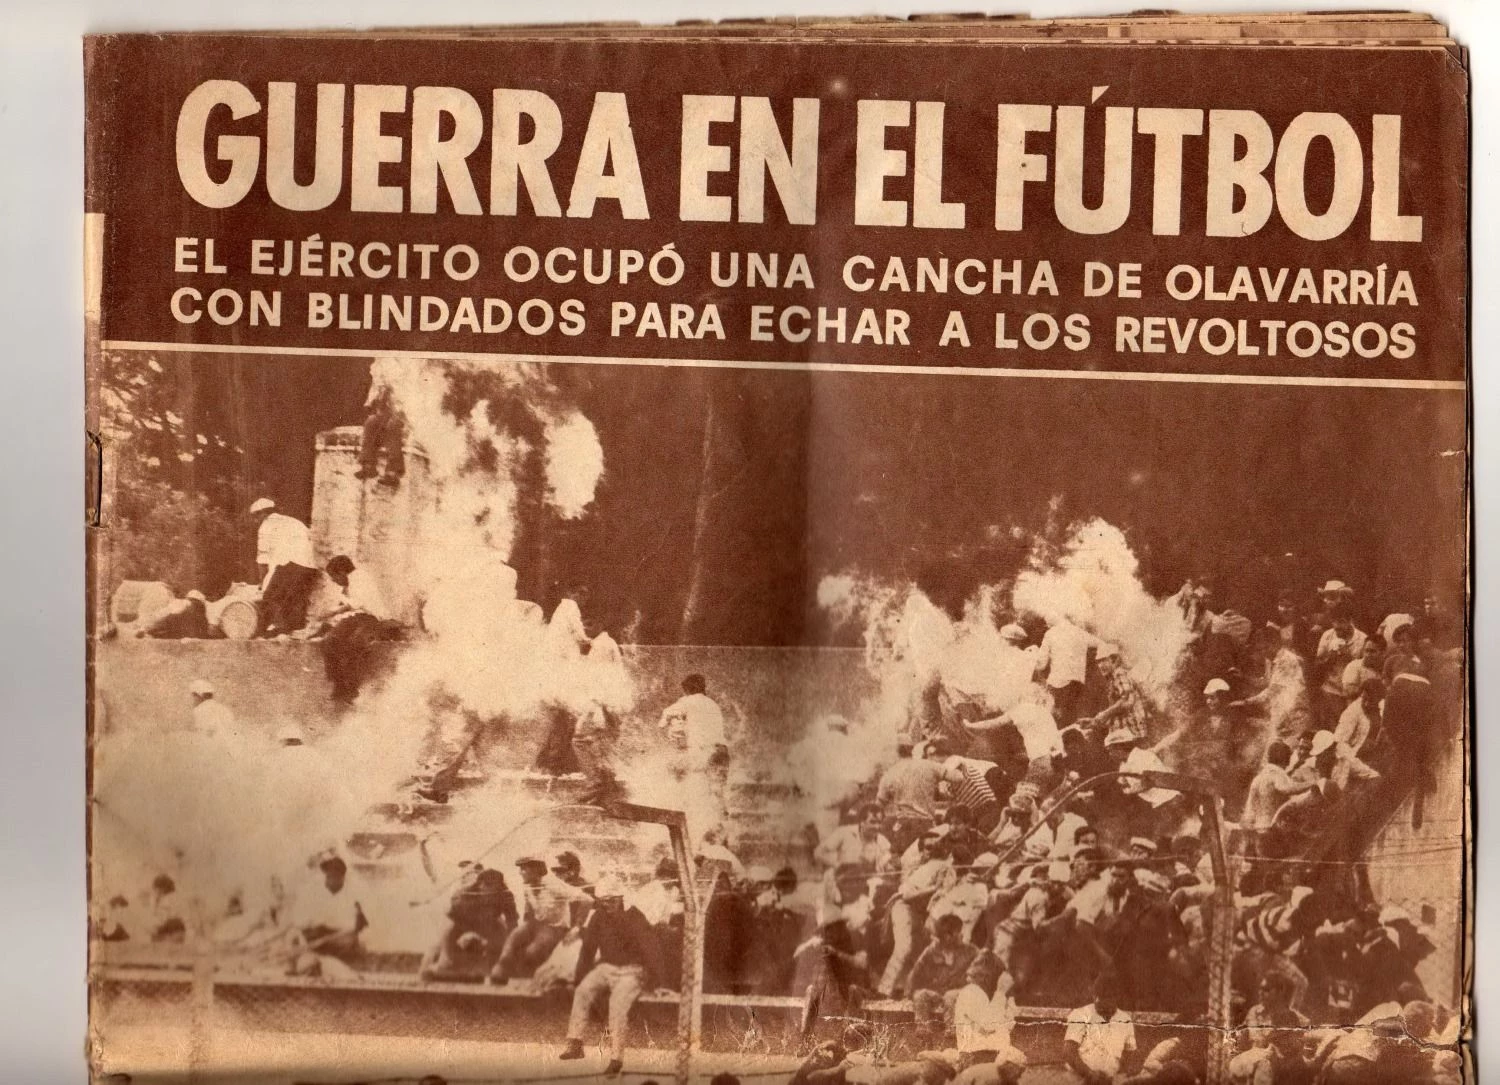 GUERRA EN EL FÚTBOL
EL EJÉRCITO OCUPÓ UNA CANCHA DE OLAVARRÍA
CON BLINDADOS PARA ECHAR A LOS REVOLTOSOS